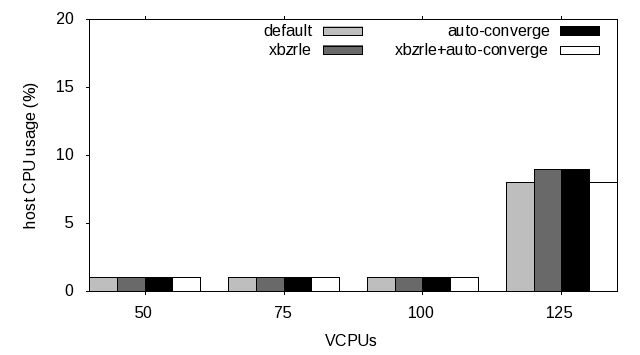 20
15
10
5
0
host CPU usage (%)
default
xbzrle
auto-converge
xbzrle+auto-converge
50 75 100 125
VCPUs